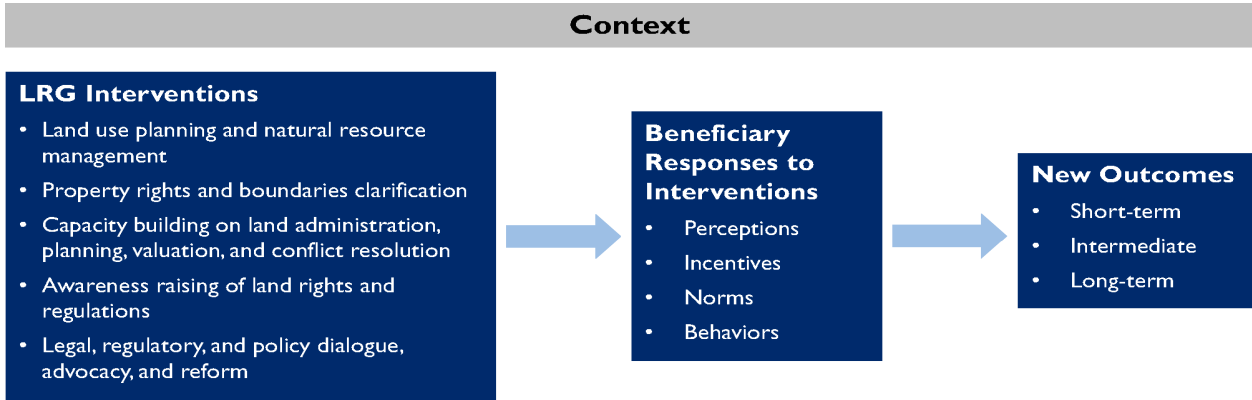 Context
LRG Interventions
• Land use planning and natural resource
management
• Property rights and boundaries clarification
• Capacity building on land administration,
planning, valuation, and conflict resolution
• Awareness raising of land rights and
regulations
• Legal, regulatory, and policy dialogue,
advocacy, and reform
Beneficiary
Responses to
Interventions
• Perceptions
• Incentives
• Norms
• Behaviors
New Outcomes
• Short-term
• Intermediate
• Long-term